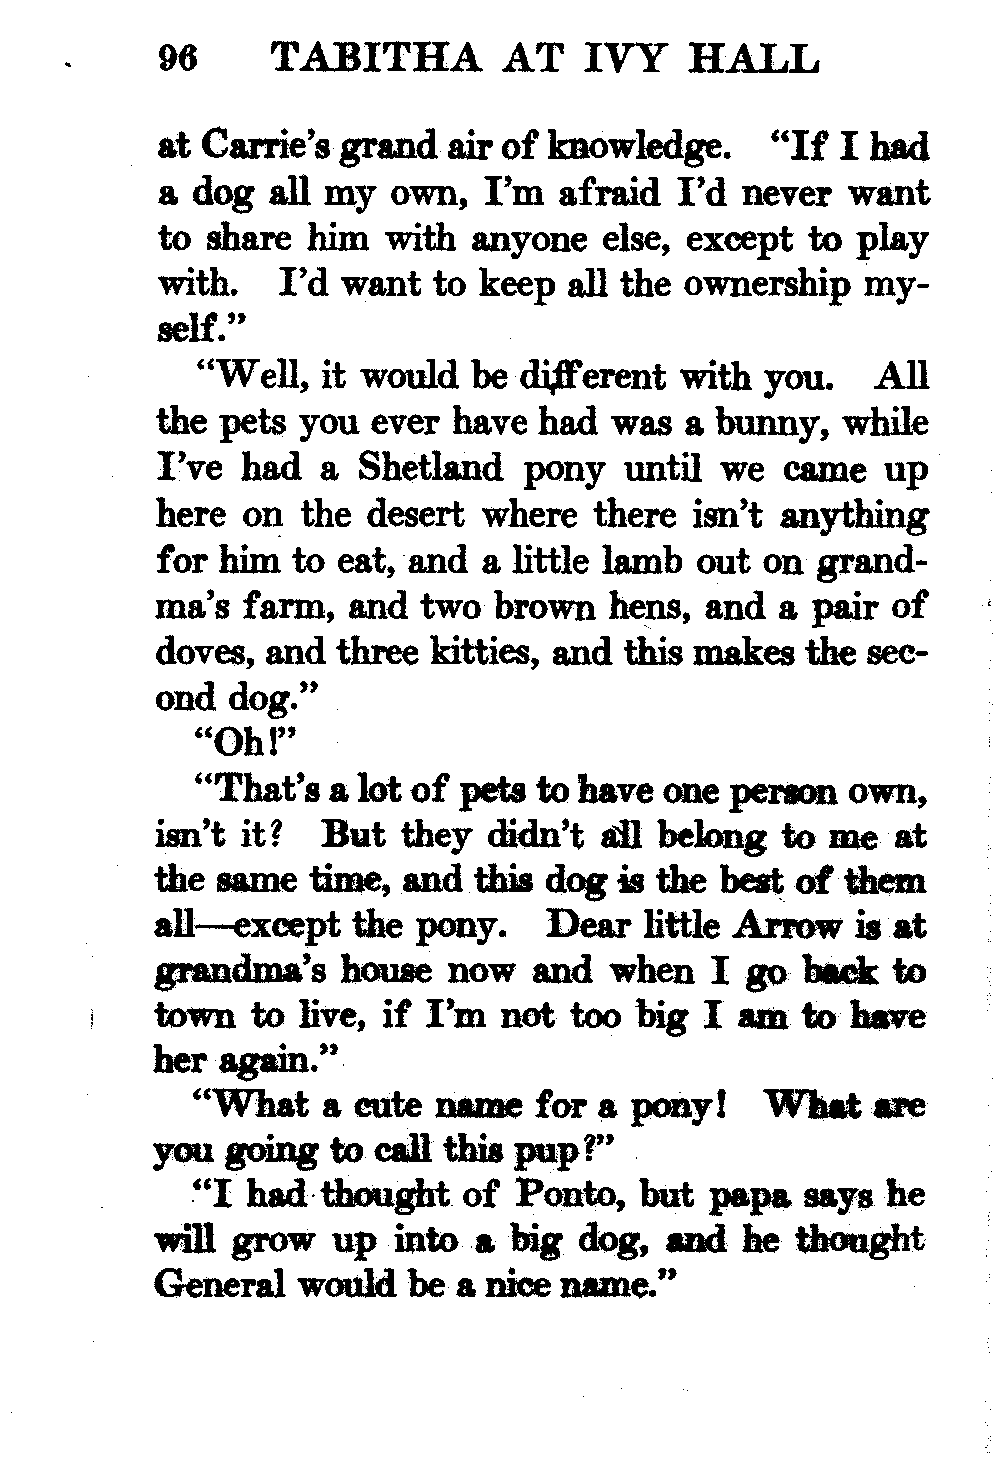 96 TABITHA AT IVY HALL
at Carrie's grand air of knowledge. "If I had
a dog all my own, I'm afraid I'd never want
to share him with anyone else, except to play
with. I'd want to keep all the ownership my-
self."
"Well, it would be different with you. All
the pets you ever have had was a bunny, while
I've had a Shetland pony until we came up
here on the desert where there isn't anything
for him to eat, and a little lamb out on grand-
ma's farm, and two brown hens, and a pair of
doves, and three kitties, and this makes the sec-
ond dog."
"Oh!"
"That's a lot of pets to have one person own,
isn't it? But they didn't all belong to me at
the same time, and this dog is the best of them
all—except the pony. Dear little Arrow is at
grandma's house now and when I go back to
town to live, if I'm not too big I am to have
her again."
"What a cute name for a pony! What are
you going to call this pup?"
"I had thought of Ponto, but papa says he
will grow up into a big dog, and he thought
General would be a nice name."